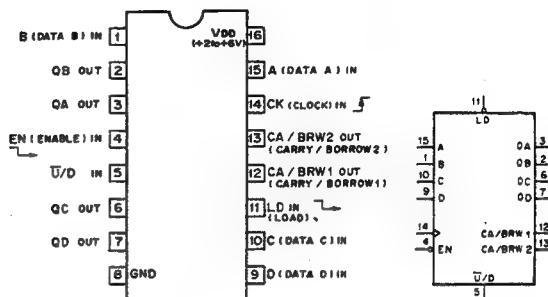 B (DATA B) IN 1
16 VDD (+2to+6V)
QB OUT 2
15 A (DATA A) IN
QA OUT 3
14 CK (CLOCK) IN
EN (ENABLE) IN 4
13 CA/BRW2 OUT
(CARRY/BORROW2)
U̅/D IN 5
12 CA/BRW1 OUT
(CARRY/BORROW1)
QC OUT 6
11 LD IN
(LOAD)
QD OUT 7
10 C (DATA C) IN
8 GND
9 D (DATA D) IN
11
LD
15 A QA 3
1 B QB 2
10 C QC 6
9 D QD 7
14 CA/BRW1 12
4 EN CA/BRW2 13
U̅/D
5